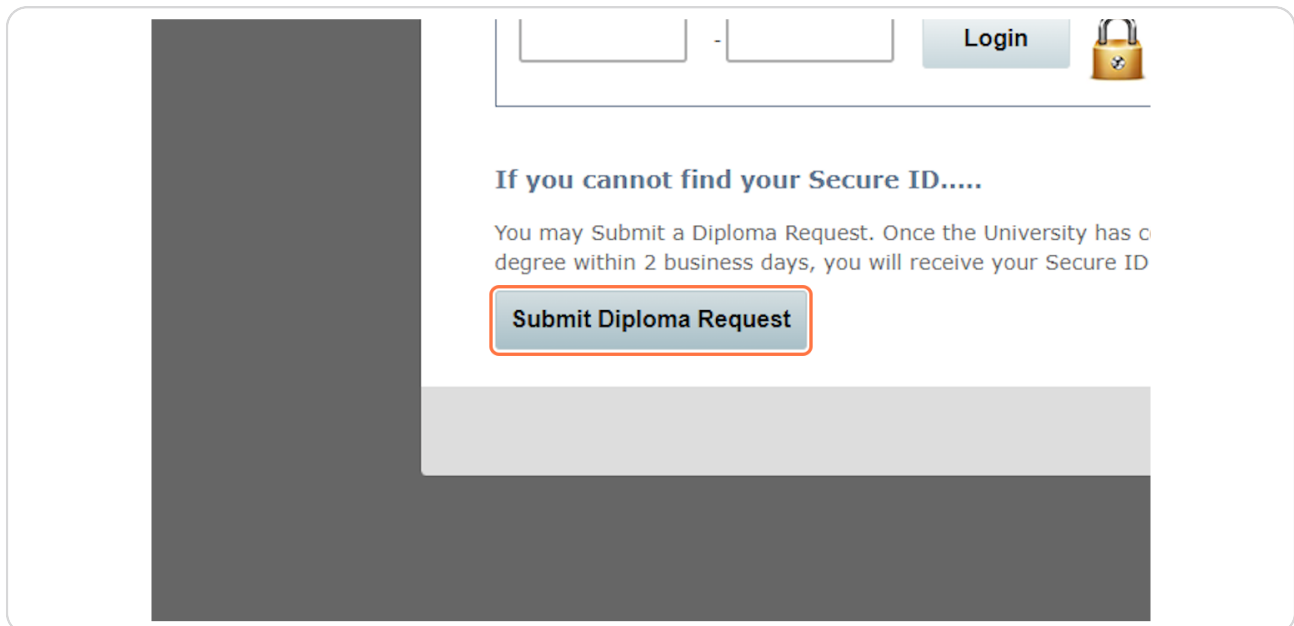 - Login
If you cannot find your Secure ID.....
You may Submit a Diploma Request. Once the University has
degree within 2 business days, you will receive your Secure ID
Submit Diploma Request